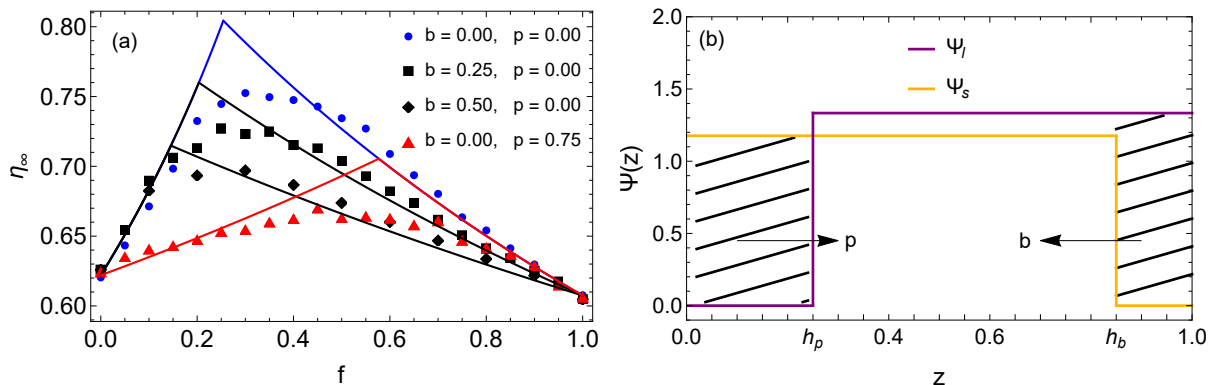 (a)
b = 0.00, p = 0.00
b = 0.25, p = 0.00
b = 0.50, p = 0.00
b = 0.00, p = 0.75
0.80
0.75
0.70
0.65
0.60
η∞
0.0 0.2 0.4 0.6 0.8 1.0
f
(b)
Ψl
Ψs
2.0
1.5
1.0
0.5
0.0
Ψ(z)
p
b
0.0 hp 0.4 0.6 hb 1.0
z